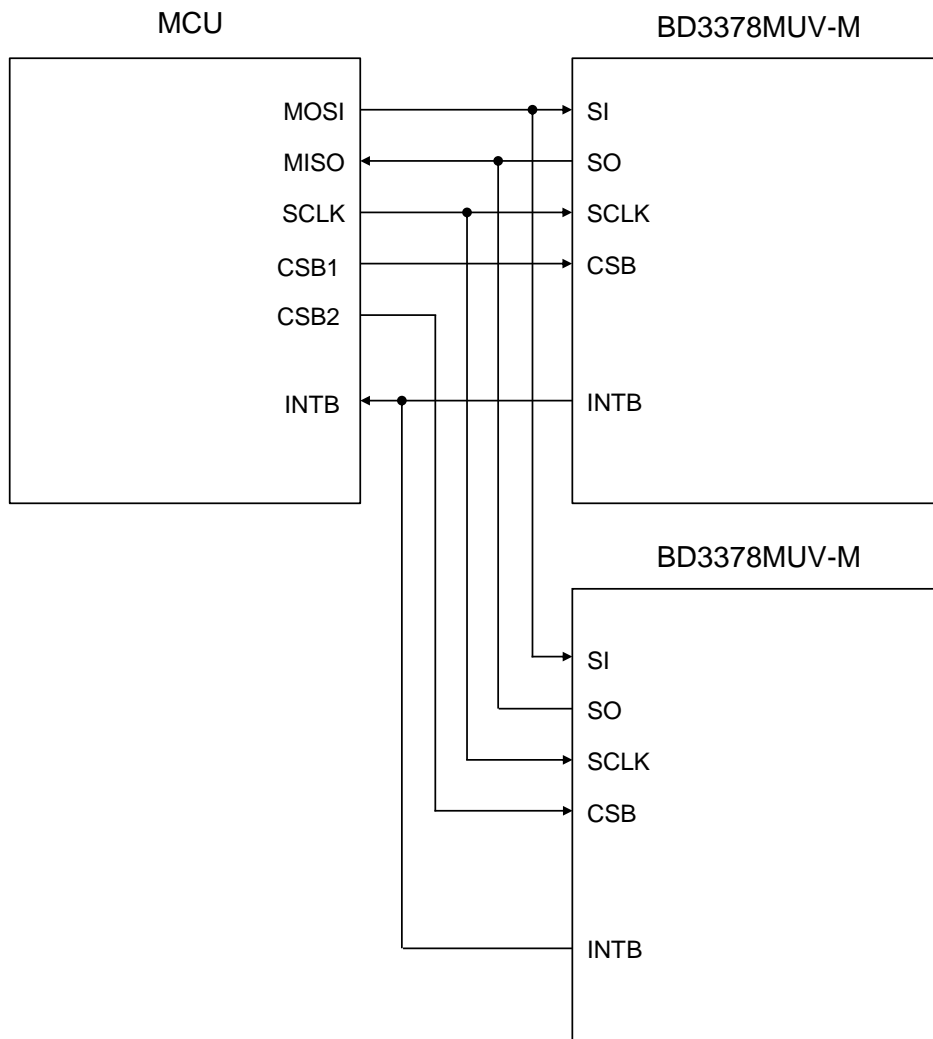 MCU
MOSI
MISO
SCLK
CSB1
CSB2
INTB
BD3378MUV-M
SI
SO
SCLK
CSB
INTB
BD3378MUV-M
SI
SO
SCLK
CSB
INTB